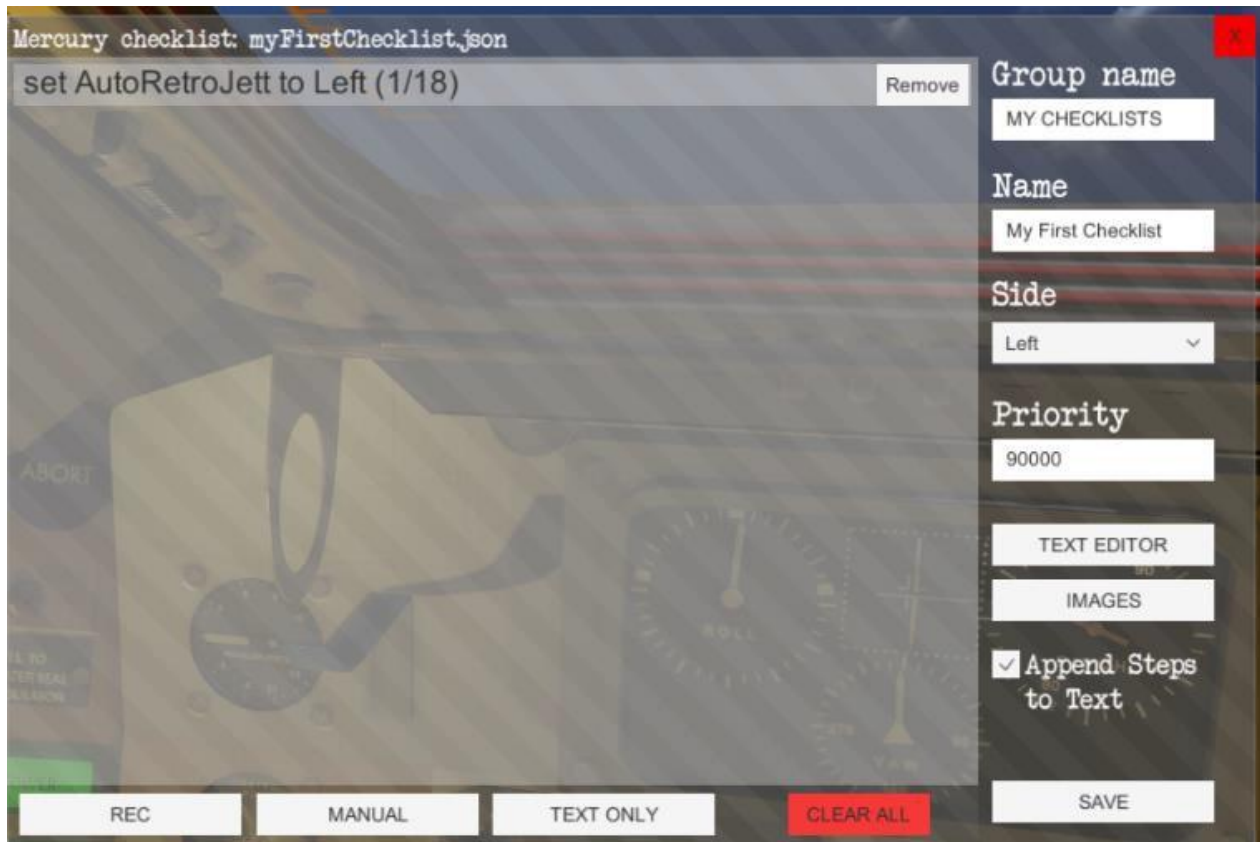 Mercury checklist: myFirstChecklist.json
X
set AutoRetroJett to Left (1/18)
Remove
Group name
MY CHECKLISTS
Name
My First Checklist
Side
Left
Priority
90000
ABORT
ROLL
YAW
TEXT EDITOR
IMAGES
Append Steps
to Text
REC
MANUAL
TEXT ONLY
CLEAR ALL
SAVE